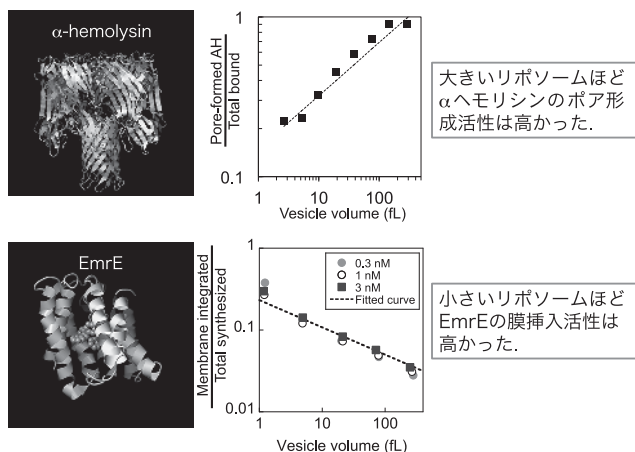 α-hemolysin
Pore-formed AH
Total bound
1
0.1
1
10
100
Vesicle volume (fL)
大きいリポソームほど
αヘモリシンのポア形
成活性は高かった.
EmrE
Membrane integrated
Total synthesized
1
0.1
0.01
0.3 nM
1 nM
3 nM
Fitted curve
1
10
100
Vesicle volume (fL)
小さいリポソームほど
EmrEの膜挿入活性は
高かった.